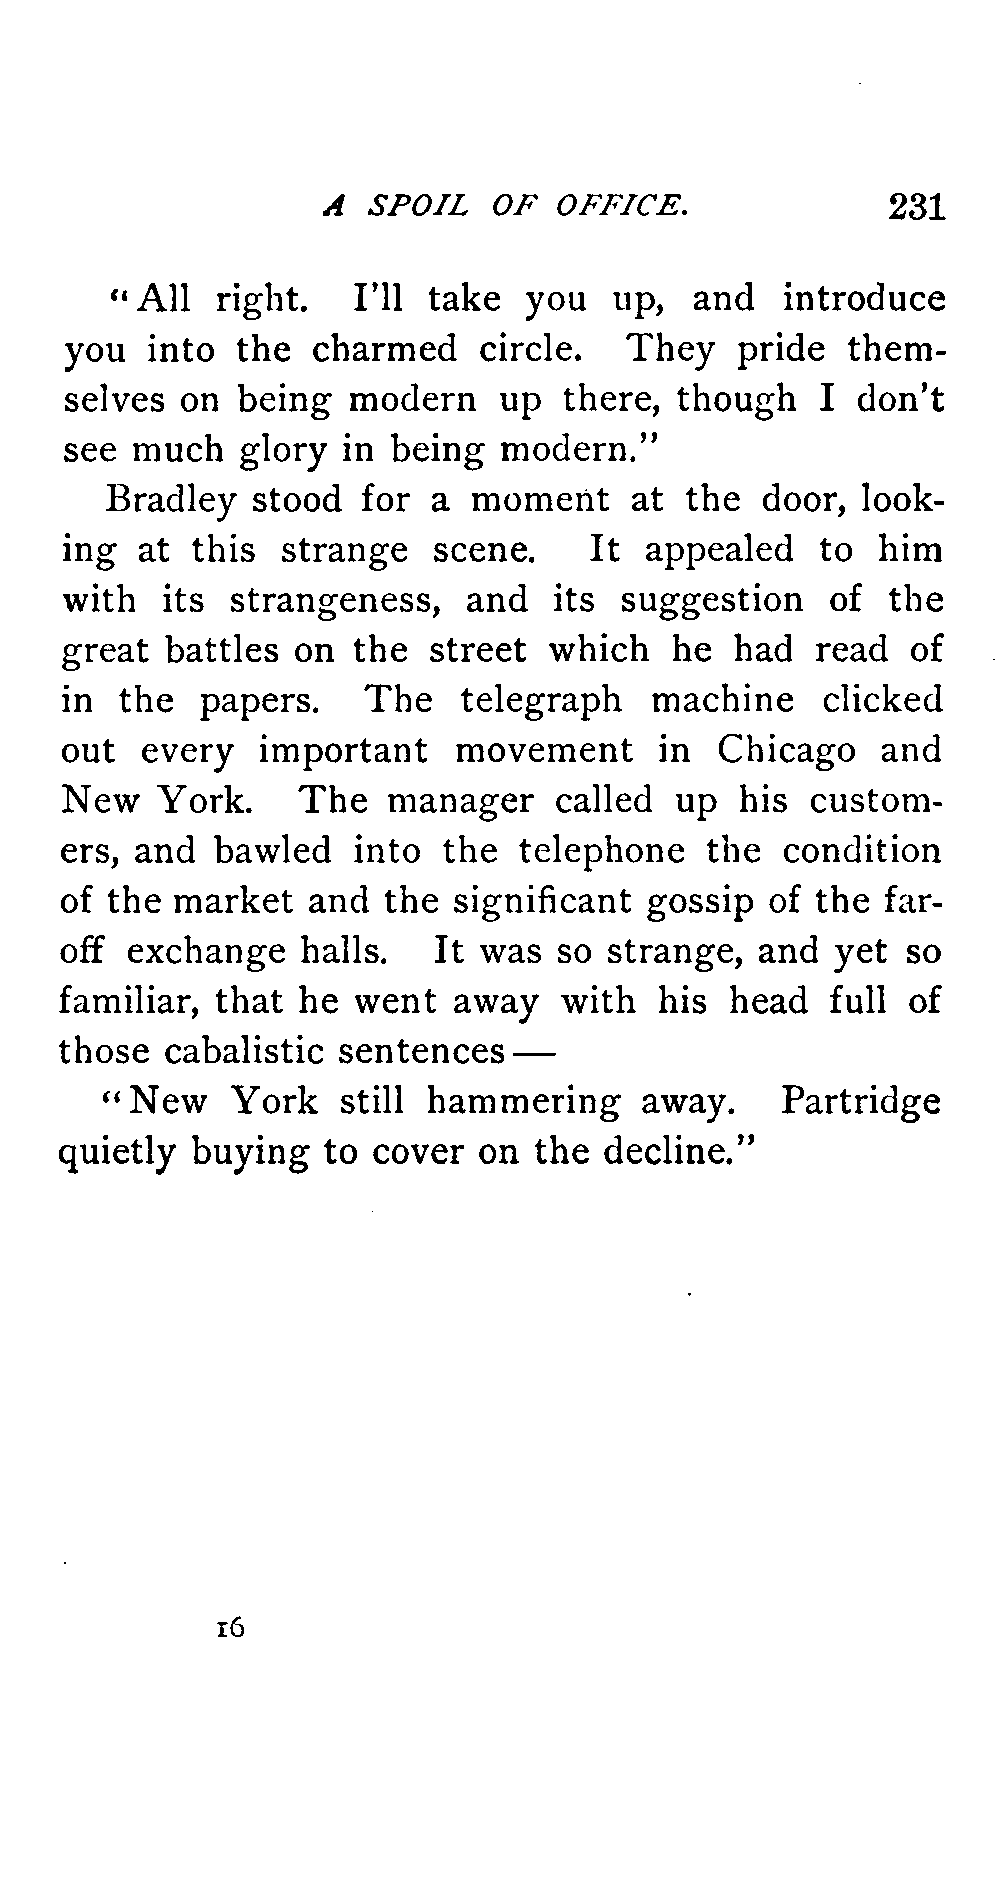 A SPOIL OF OFFICE. 231
“All right. I’ll take you up, and introduce
you into the charmed circle. They pride them-
selves on being modern up there, though I don’t
see much glory in being modern.”
Bradley stood for a moment at the door, look-
ing at this strange scene. It appealed to him
with its strangeness, and its suggestion of the
great battles on the street which he had read of
in the papers. The telegraph machine clicked
out every important movement in Chicago and
New York. The manager called up his custom-
ers, and bawled into the telephone the condition
of the market and the significant gossip of the far-
off exchange halls. It was so strange, and yet so
familiar, that he went away with his head full of
those cabalistic sentences —
“New York still hammering away. Partridge
quietly buying to cover on the decline.”
16